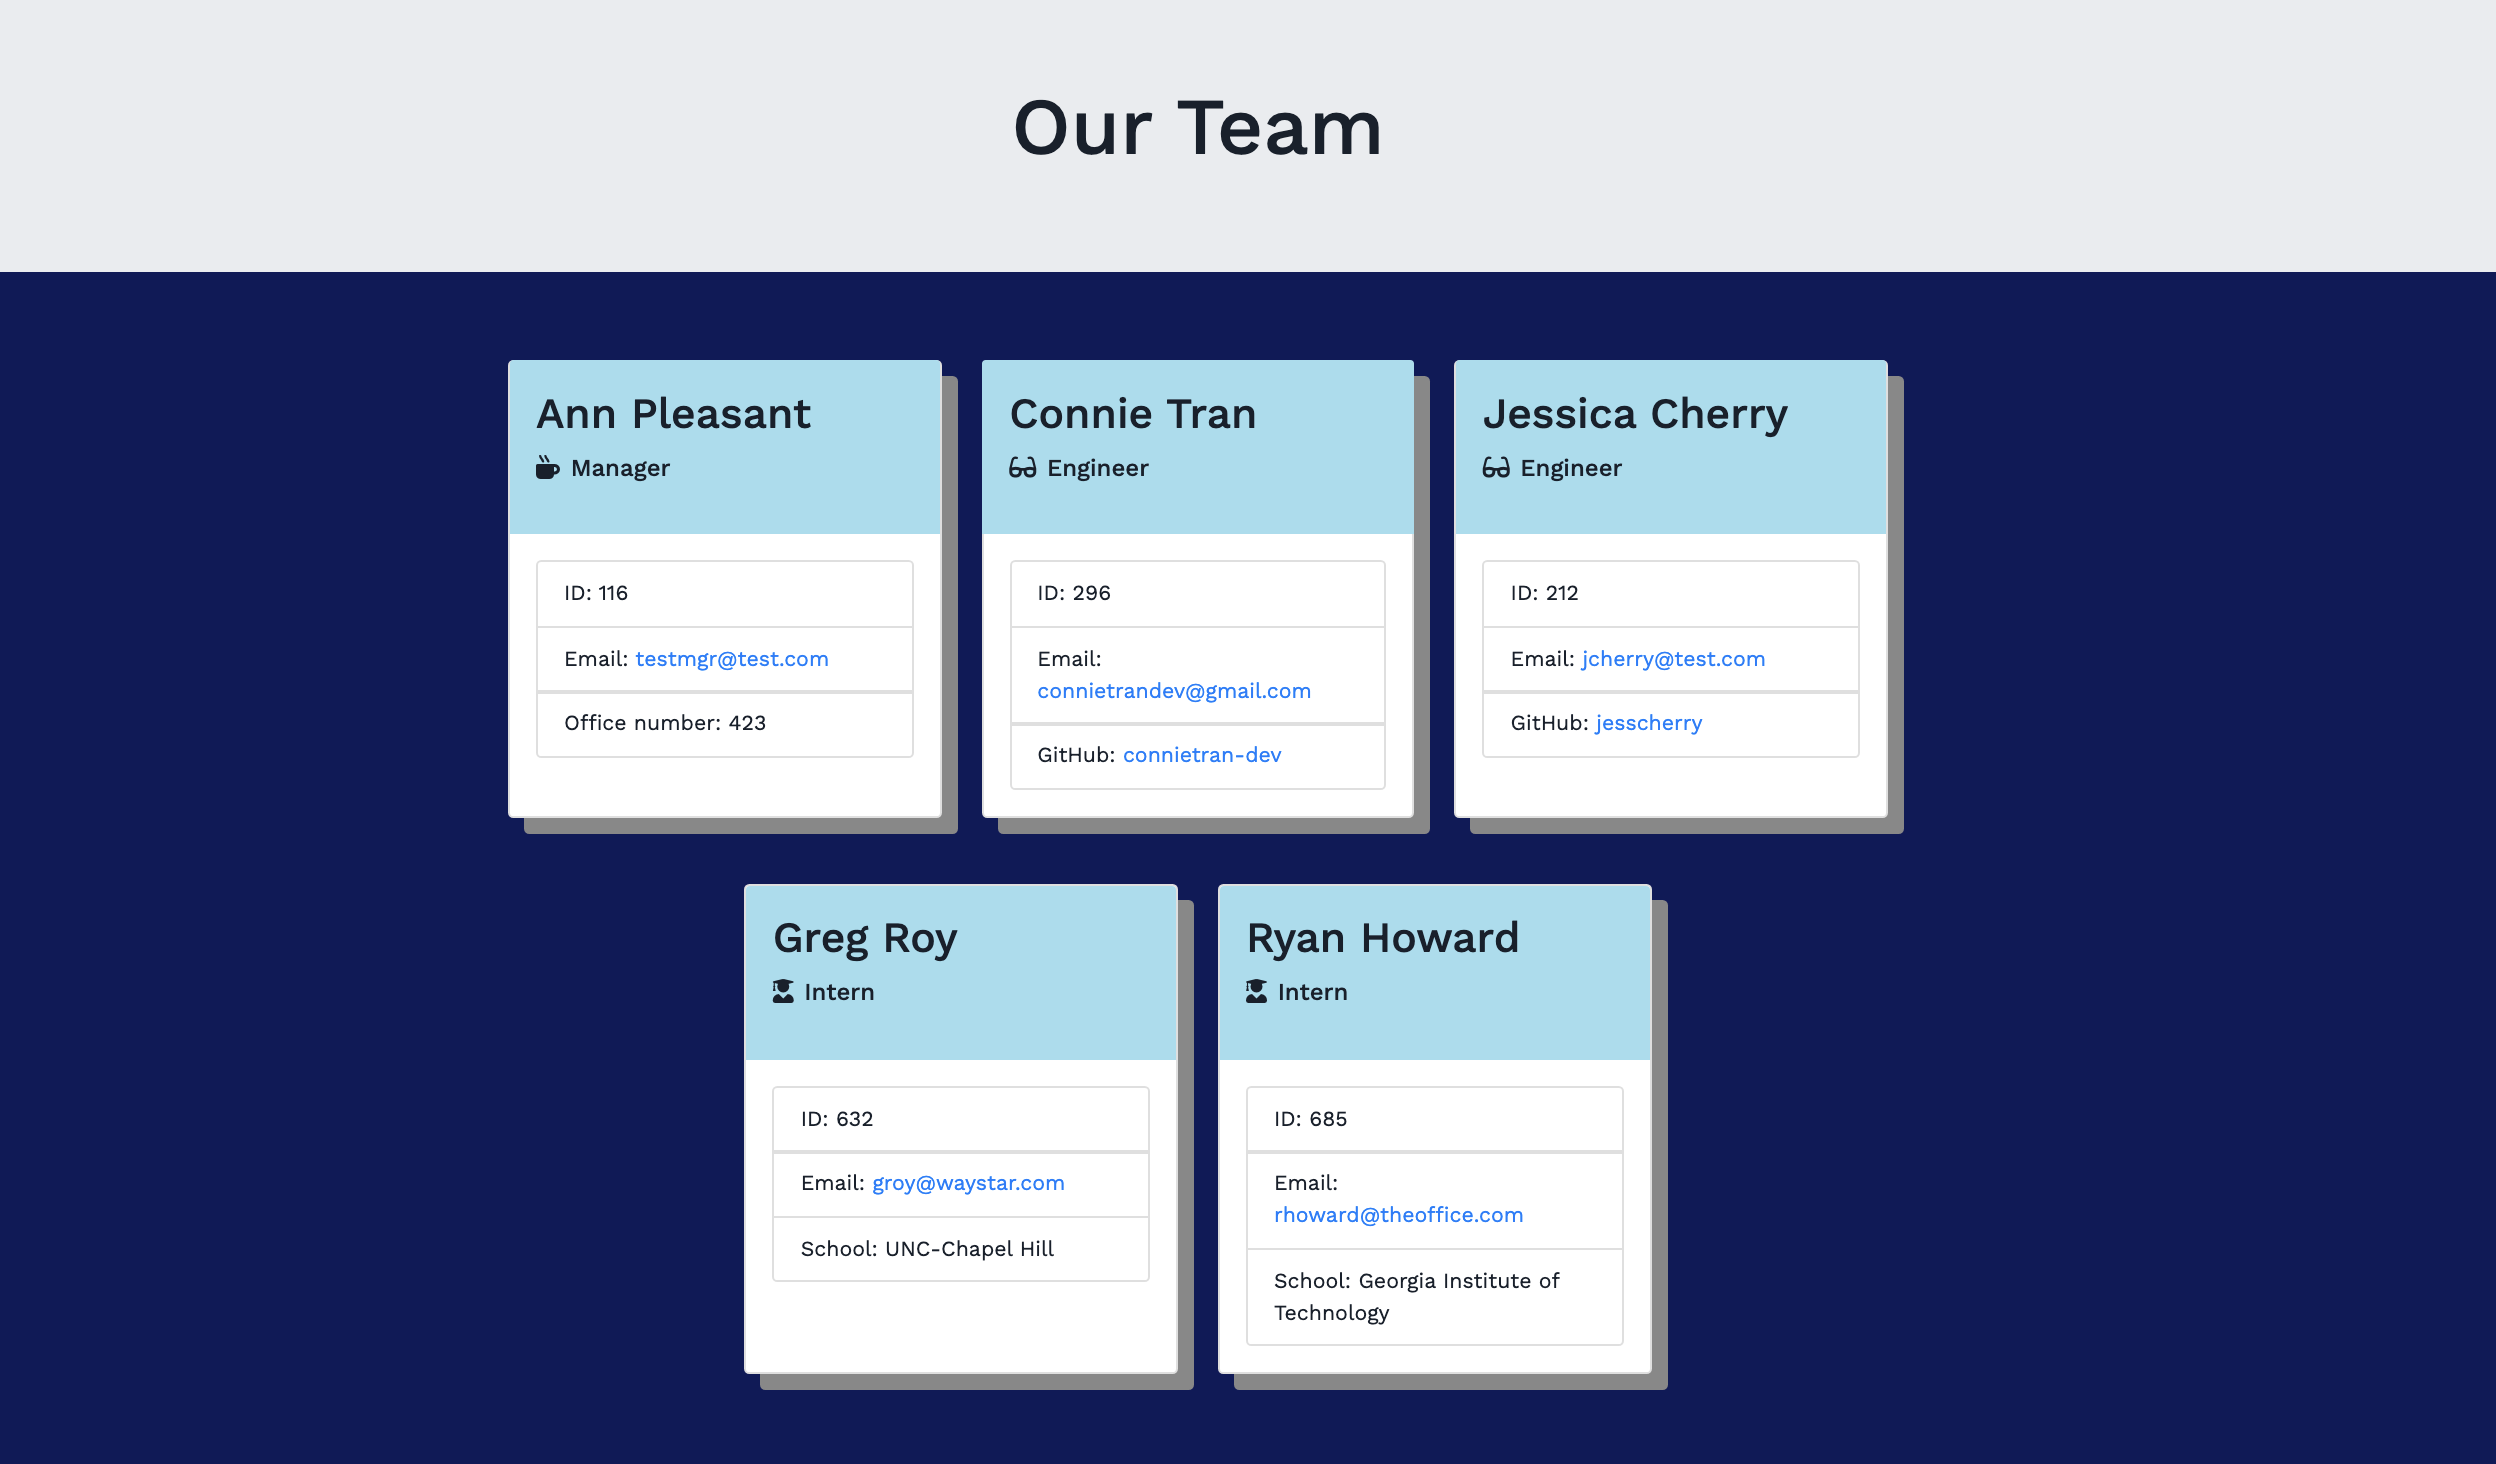 Our Team
Ann Pleasant
Manager
ID: 116
Email: testmgr@test.com
Office number: 423
Connie Tran
Engineer
ID: 296
Email:
connietrandev@gmail.com
GitHub: connietran-dev
Jessica Cherry
Engineer
ID: 212
Email: jcherry@test.com
GitHub: jesscherry
Greg Roy
Intern
ID: 632
Email: groy@waystar.com
School: UNC-Chapel Hill
Ryan Howard
Intern
ID: 685
Email:
rhoward@theoffice.com
School: Georgia Institute of
Technology